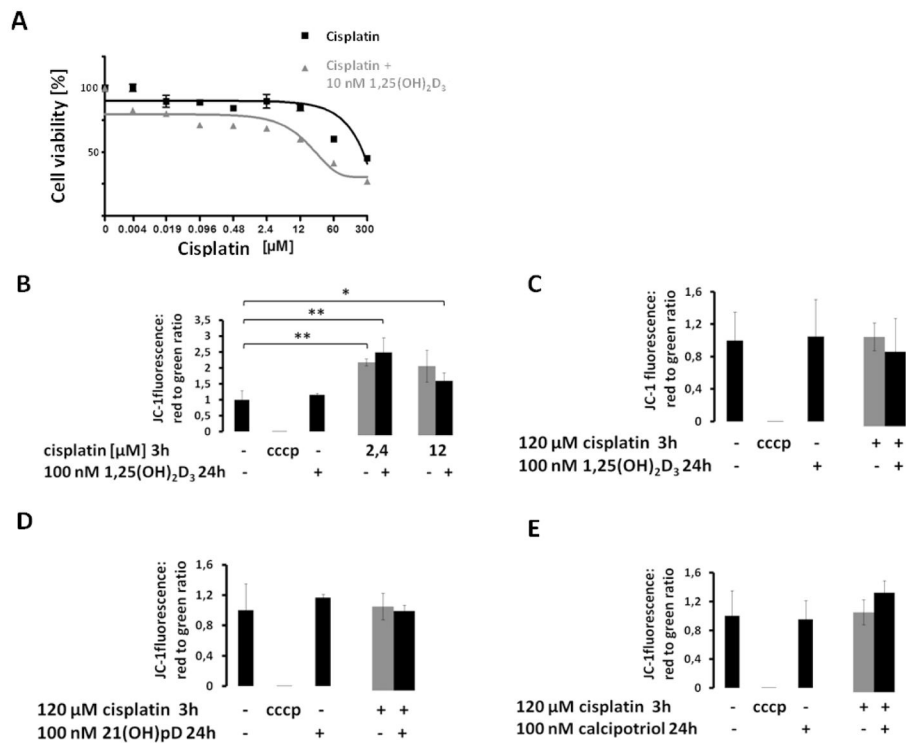 A
Cisplatin
Cisplatin +
10 nM 1,25(OH)₂D₃
Cell viability [%]
100
50
0 0.004 0.019 0.096 0.48 2.4 12 60 300
Cisplatin [µM]
B
JC-1fluorescence:
red to green ratio
3,5
3
2,5
2
1,5
1
0,5
0
*
**
**
cisplatin [µM] 3h - cccp - 2,4 12
100 nM 1,25(OH)₂D₃ 24h - + - + - +
C
JC-1 fluorescence:
red to green ratio
1,6
1,2
0,8
0,4
0
120 µM cisplatin 3h - cccp - + +
100 nM 1,25(OH)₂D₃ 24h - + - +
D
JC-1fluorescence:
red to green ratio
1,6
1,2
0,8
0,4
0
120 µM cisplatin 3h - cccp - + +
100 nM 21(OH)pD 24h - + - +
E
JC-1fluorescence:
red to green ratio
1,6
1,2
0,8
0,4
0
120 µM cisplatin 3h - cccp - + +
100 nM calcipotriol 24h - + - +